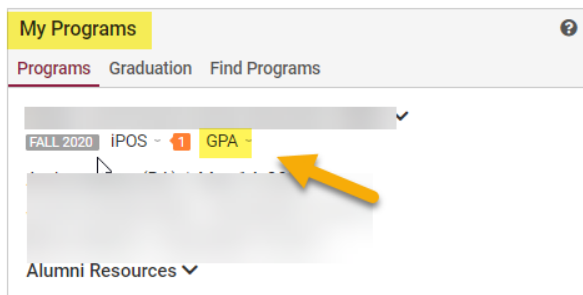 My Programs
Programs Graduation Find Programs
FALL 2020 iPOS 1 GPA
Alumni Resources